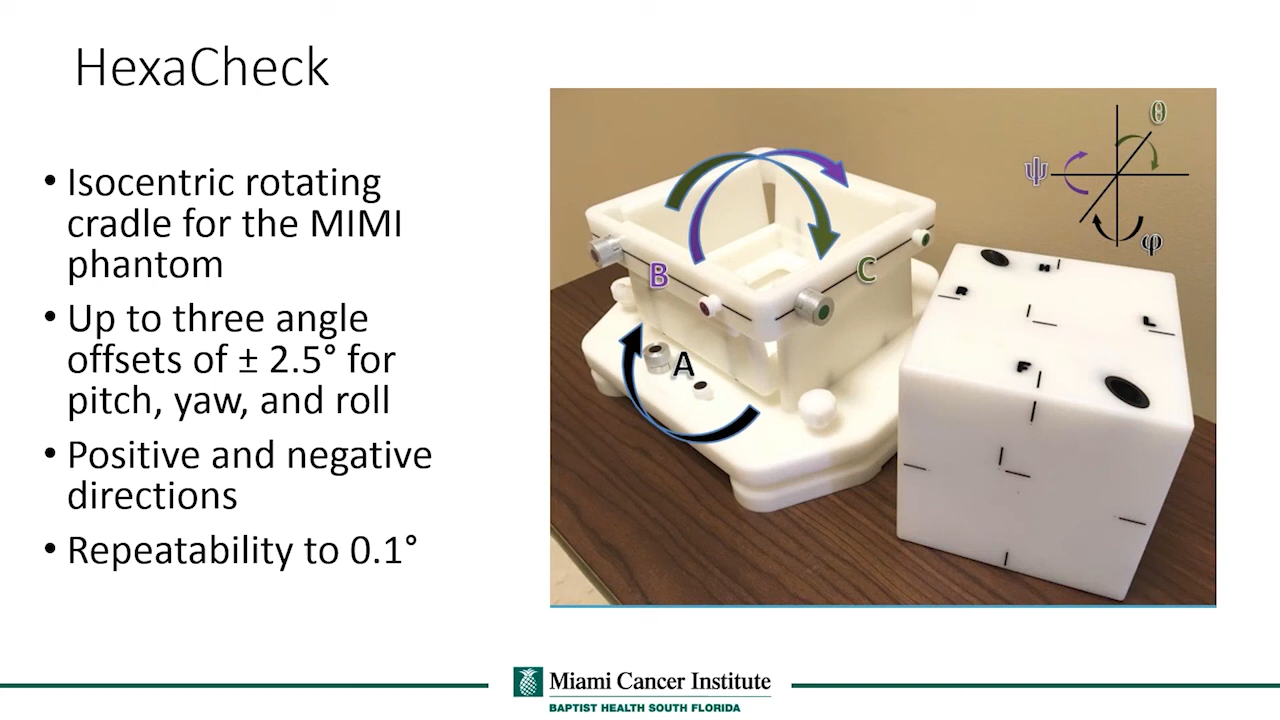 HexaCheck
• Isocentric rotating
cradle for the MIMI
phantom
• Up to three angle
offsets of ± 2.5° for
pitch, yaw, and roll
• Positive and negative
directions
• Repeatability to 0.1°
θ
ψ
φ
B
C
A
H
R
L
F
Miami Cancer Institute
BAPTIST HEALTH SOUTH FLORIDA